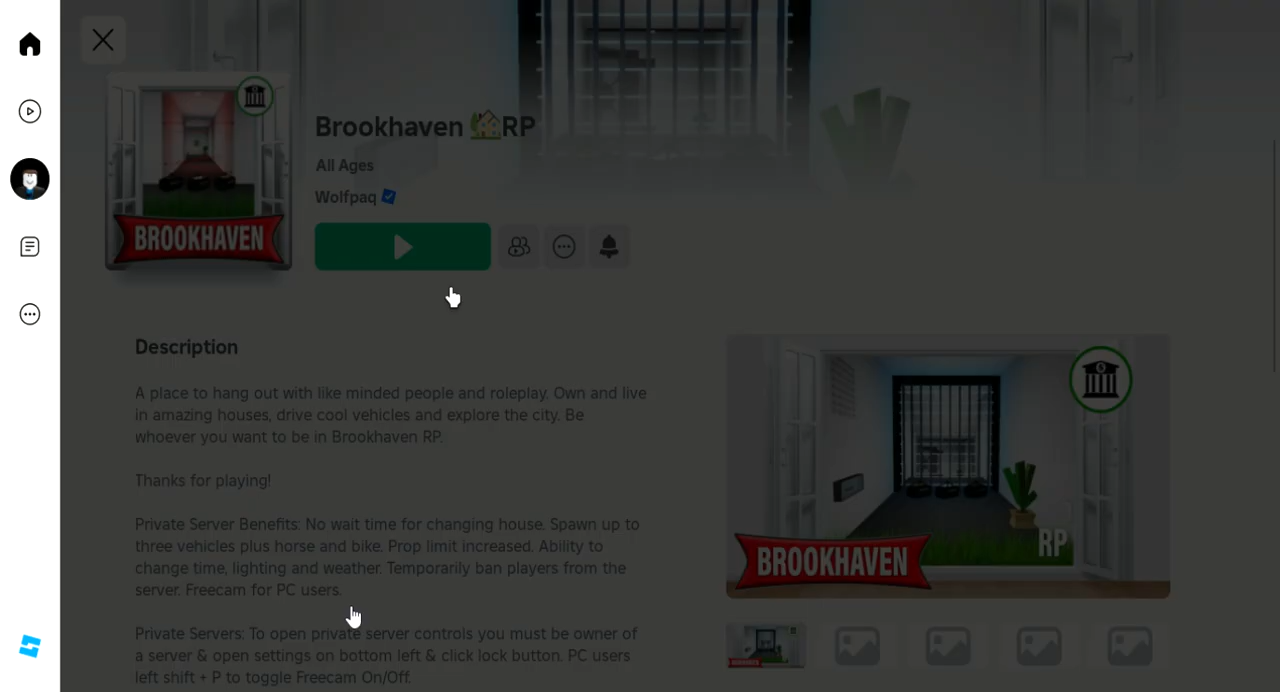 Brookhaven 🏡RP
All Ages
Wolfpaq
BROOKHAVEN
Description
A place to hang out with like minded people and roleplay. Own and live
in amazing houses, drive cool vehicles and explore the city. Be
whoever you want to be in Brookhaven RP.
Thanks for playing!
Private Server Benefits: No wait time for changing house. Spawn up to
three vehicles plus horse and bike. Prop limit increased. Ability to
change time, lighting and weather. Temporarily ban players from the
server. Freecam for PC users.
Private Servers: To open private server controls you must be owner of
a server & open settings on bottom left & click lock button. PC users
left shift + P to toggle Freecam On/Off.
RP
BROOKHAVEN
BROOKHAVEN